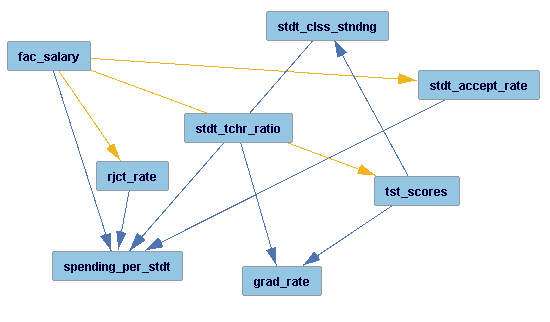 stdt_clss_stndng
fac_salary
stdt_accept_rate
stdt_tchr_ratio
rjct_rate
tst_scores
spending_per_stdt
grad_rate